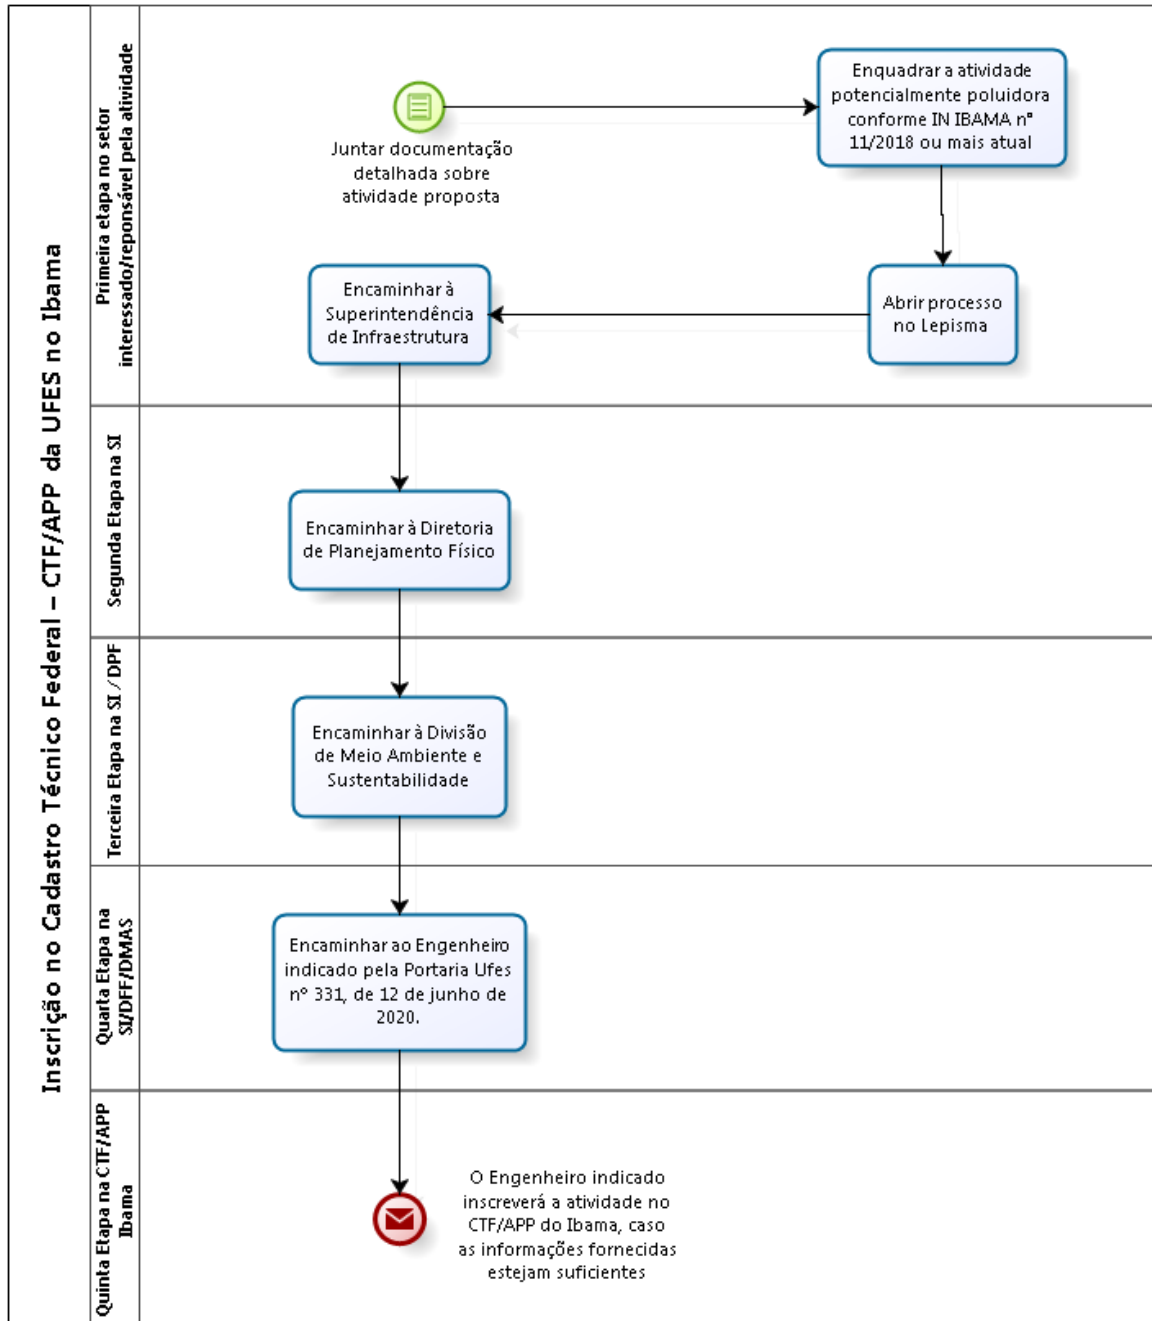 Inscrição no Cadastro Técnico Federal – CTF/APP da UFES no Ibama
Primeira etapa no setor
interessado/reponsável pela atividade
Juntar documentação
detalhada sobre
atividade proposta
Enquadrar a atividade
potencialmente poluidora
conforme IN IBAMA n°
11/2018 ou mais atual
Abrir processo
no Lepisma
Encaminhar à
Superintendência
de Infraestrutura
Segunda Etapa na SI
Encaminhar à Diretoria
de Planejamento Físico
Terceira Etapa na SI / DPF
Encaminhar à Divisão
de Meio Ambiente e
Sustentabilidade
Quarta Etapa na
SI/DFF/DMAS
Encaminhar ao Engenheiro
indicado pela Portaria Ufes
nº 331, de 12 de junho de
2020.
Quinta Etapa na CTF/APP
Ibama
O Engenheiro indicado
inscreverá a atividade no
CTF/APP do Ibama, caso
as informações fornecidas
estejam suficientes